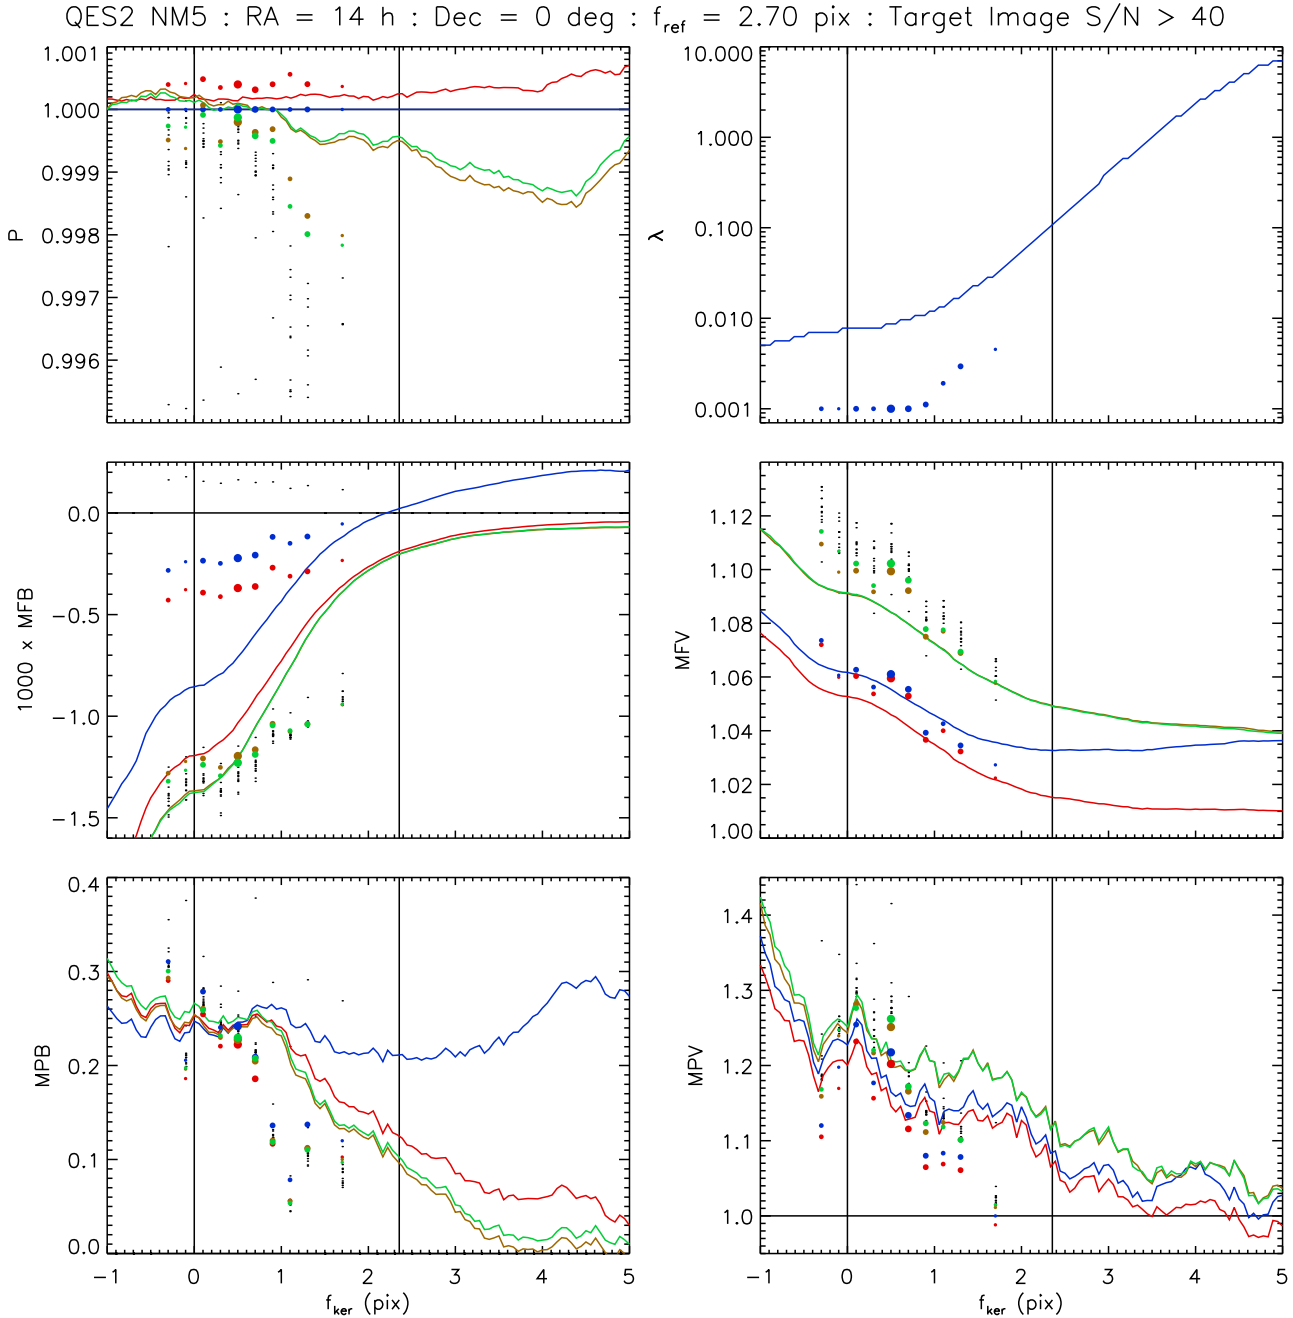 QES2 NM5 : RA = 14 h : Dec = 0 deg : f_ref = 2.70 pix : Target Image S/N > 40
1.001
1.000
0.999
0.998
0.997
0.996
P
10.000
1.000
0.100
0.010
0.001
λ
0.0
−0.5
−1.0
−1.5
1000 x MFB
1.12
1.10
1.08
1.06
1.04
1.02
1.00
MFV
0.4
0.3
0.2
0.1
0.0
MPB
−1 0 1 2 3 4 5
f_ker (pix)
1.4
1.3
1.2
1.1
1.0
MPV
−1 0 1 2 3 4 5
f_ker (pix)